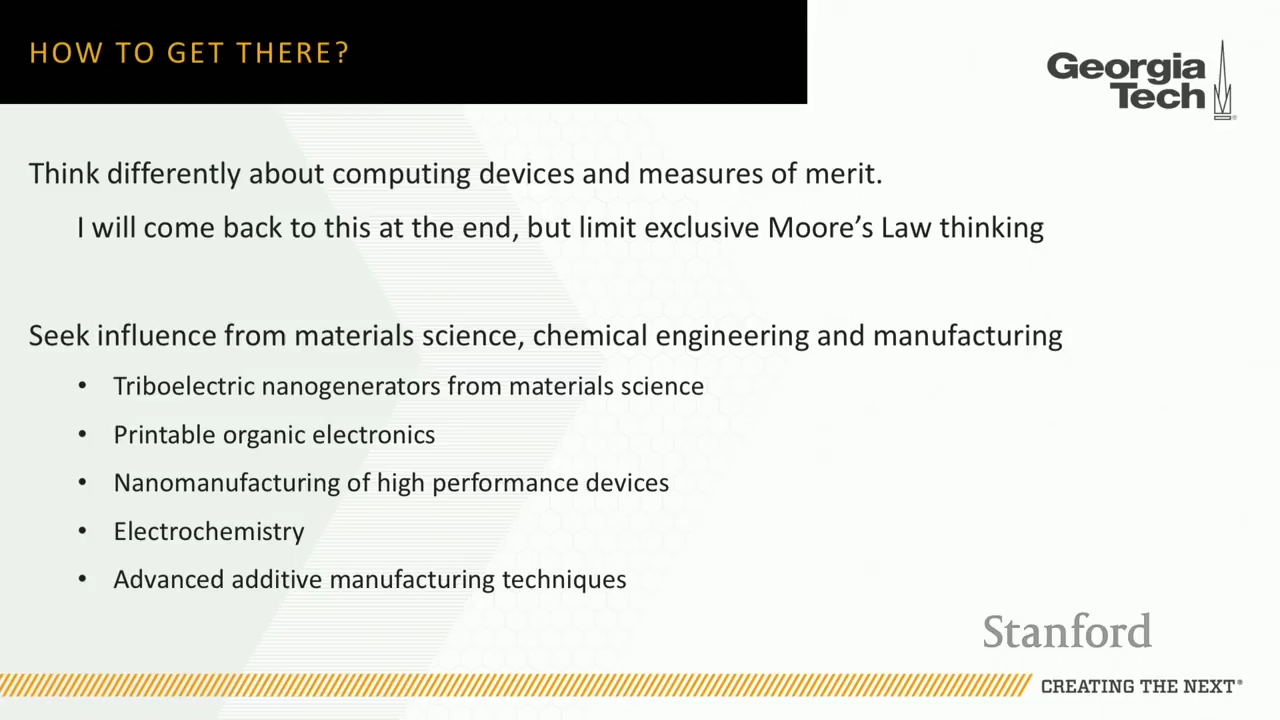 HOW TO GET THERE?
Georgia
Tech
Think differently about computing devices and measures of merit.
I will come back to this at the end, but limit exclusive Moore’s Law thinking
Seek influence from materials science, chemical engineering and manufacturing
• Triboelectric nanogenerators from materials science
• Printable organic electronics
• Nanomanufacturing of high performance devices
• Electrochemistry
• Advanced additive manufacturing techniques
Stanford
CREATING THE NEXT®